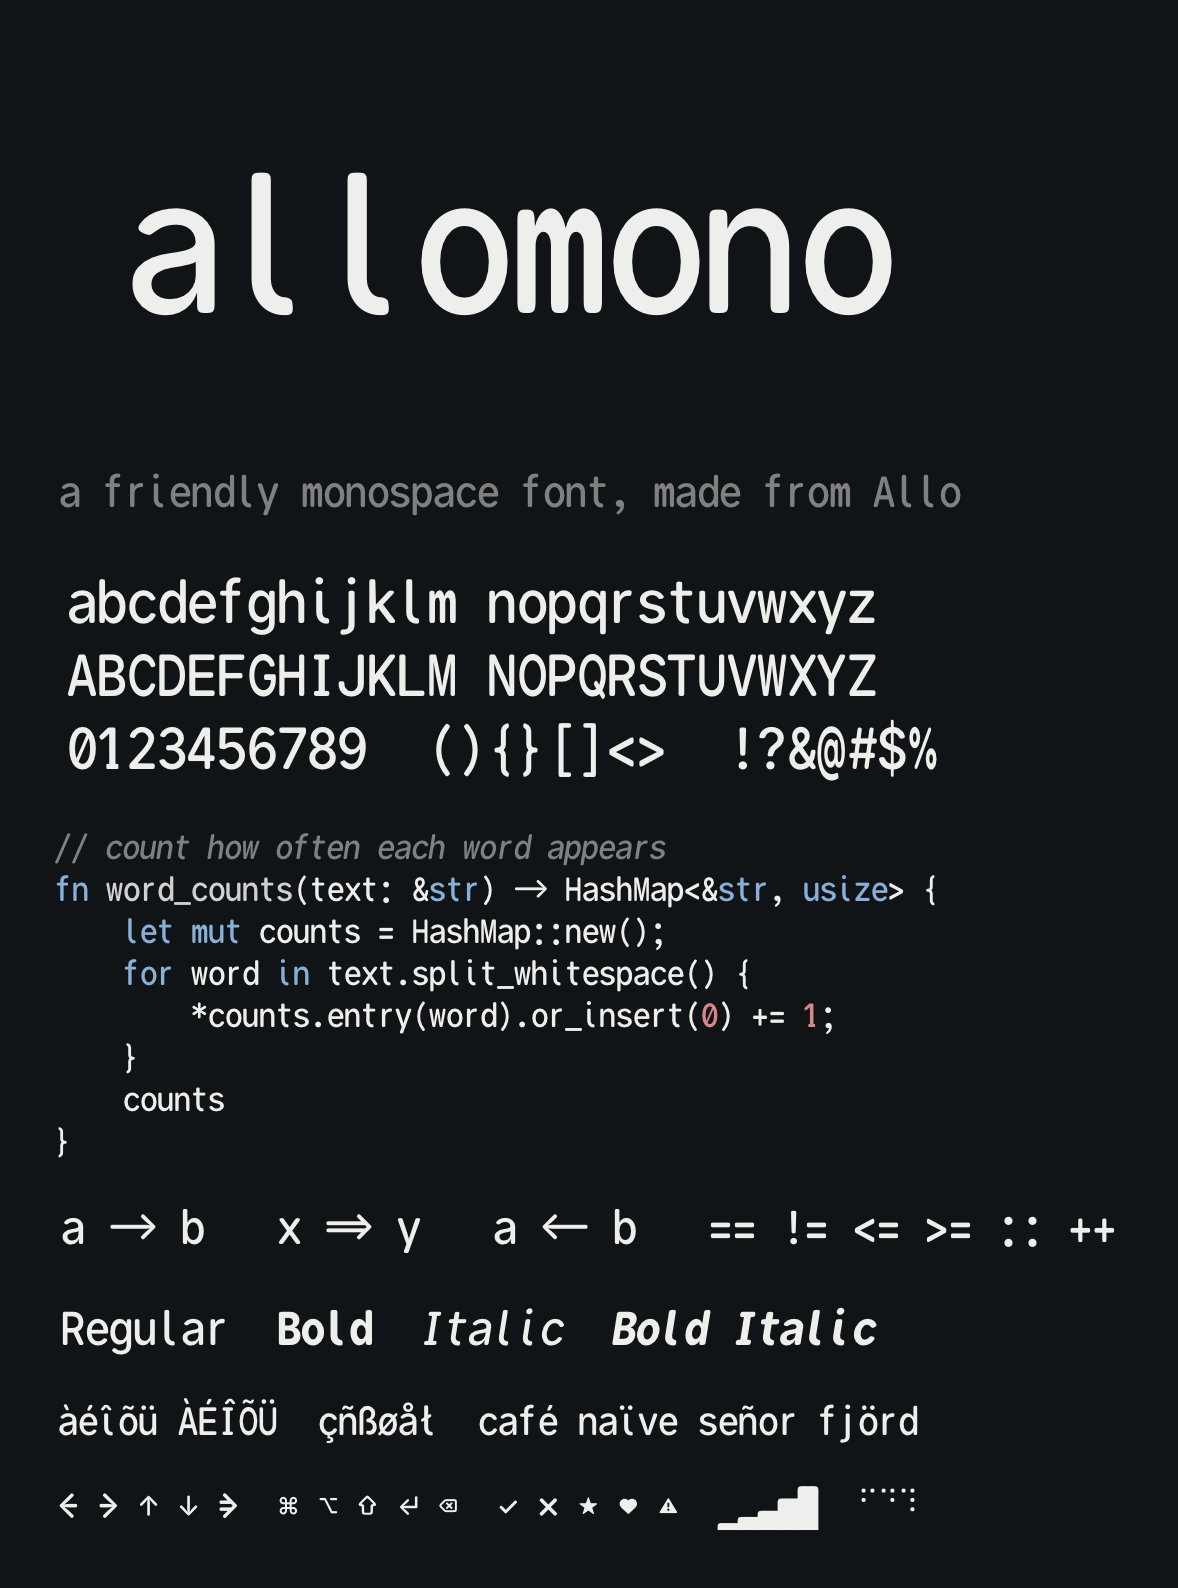 allomono
a friendly monospace font, made from Allo
abcdefghijklm nopqrstuvwxyz
ABCDEFGHIJKLM NOPQRSTUVWXYZ
0123456789  (){}[]<>  !?&@#$%
// count how often each word appears
fn word_counts(text: &str) -> HashMap<&str, usize> {
    let mut counts = HashMap::new();
    for word in text.split_whitespace() {
        *counts.entry(word).or_insert(0) += 1;
    }
    counts
}
a → b   x ⇒ y   a ← b   == != <= >= :: ++
Regular  Bold  Italic  Bold Italic
àéîõü ÀÉÎÕÜ  çñßøåł  café naïve señor fjörd
← → ↑ ↓ ➔  ⌘ ⌥ ⇧ ↵ ⌫  ✓ ✕ ★ ♥ ⚠  ▁▂▃▅▇